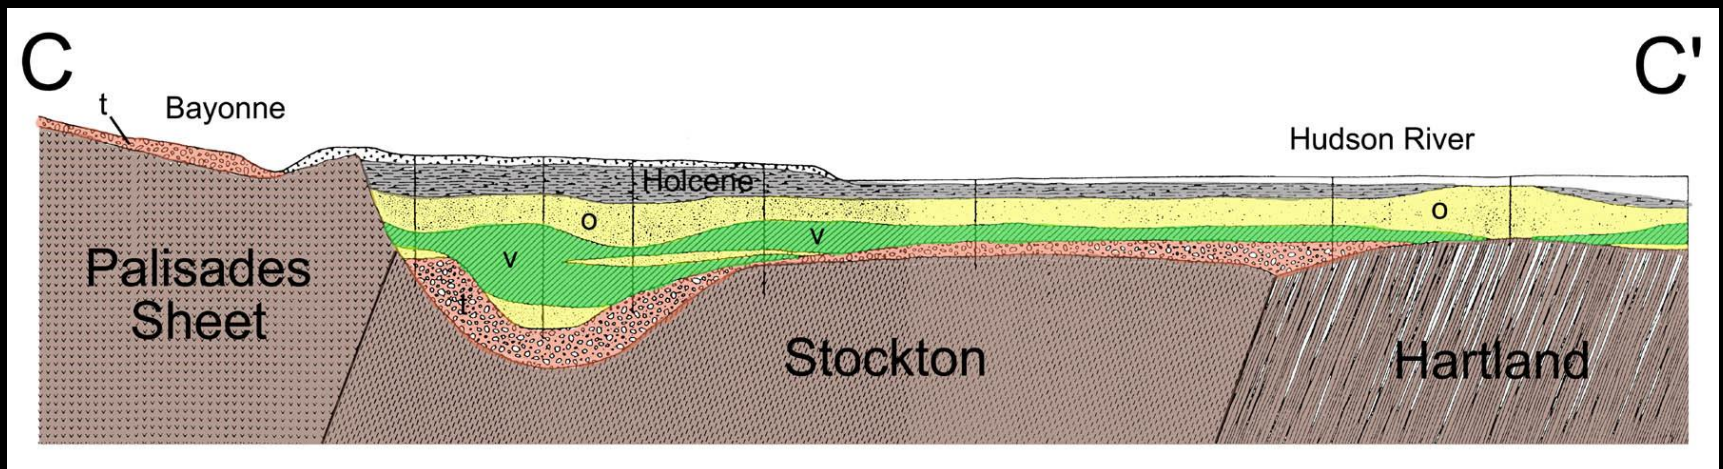 C
C'
t
Bayonne
Hudson River
Holcene
o
o
v
v
Palisades
Sheet
t
Stockton
Hartland